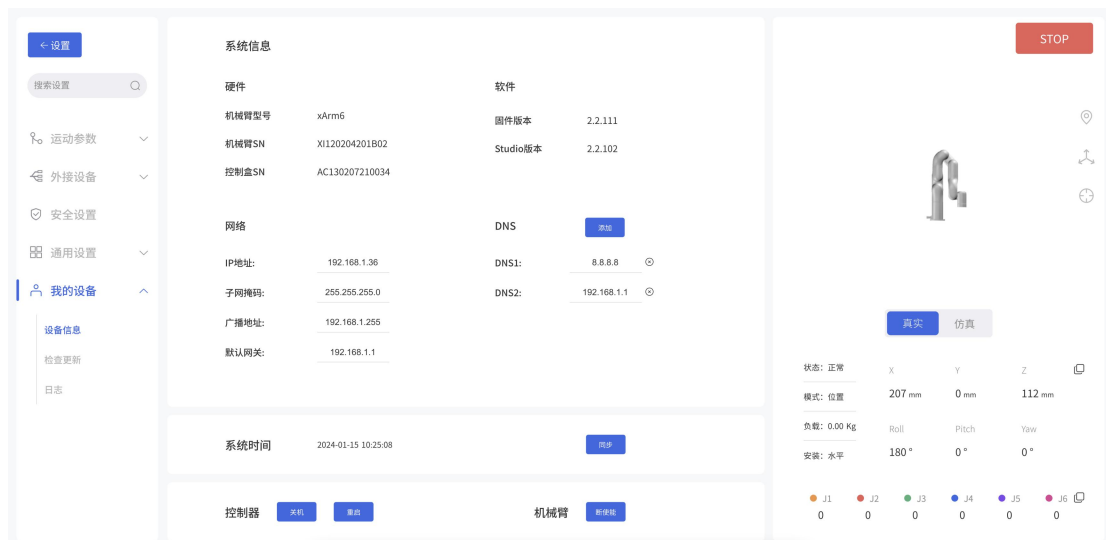 ←设置
搜索设置
运动参数
外接设备
安全设置
通用设置
我的设备
设备信息
检查更新
日志
系统信息
硬件
机械臂型号 xArm6
机械臂SN XI120204201B02
控制盒SN AC130207210034
软件
固件版本 2.2.111
Studio版本 2.2.102
网络
IP地址: 192.168.1.36
子网掩码: 255.255.255.0
广播地址: 192.168.1.255
默认网关: 192.168.1.1
DNS 添加
DNS1: 8.8.8.8
DNS2: 192.168.1.1
系统时间 2024-01-15 10:25:08 同步
控制器 关机 重启 机械臂 断使能
STOP
真实 仿真
状态: 正常
模式: 位置
负载: 0.00 Kg
安装: 水平
X Y Z
207 mm 0 mm 112 mm
Roll Pitch Yaw
180 ° 0 ° 0 °
J1 J2 J3 J4 J5 J6
0 0 0 0 0 0